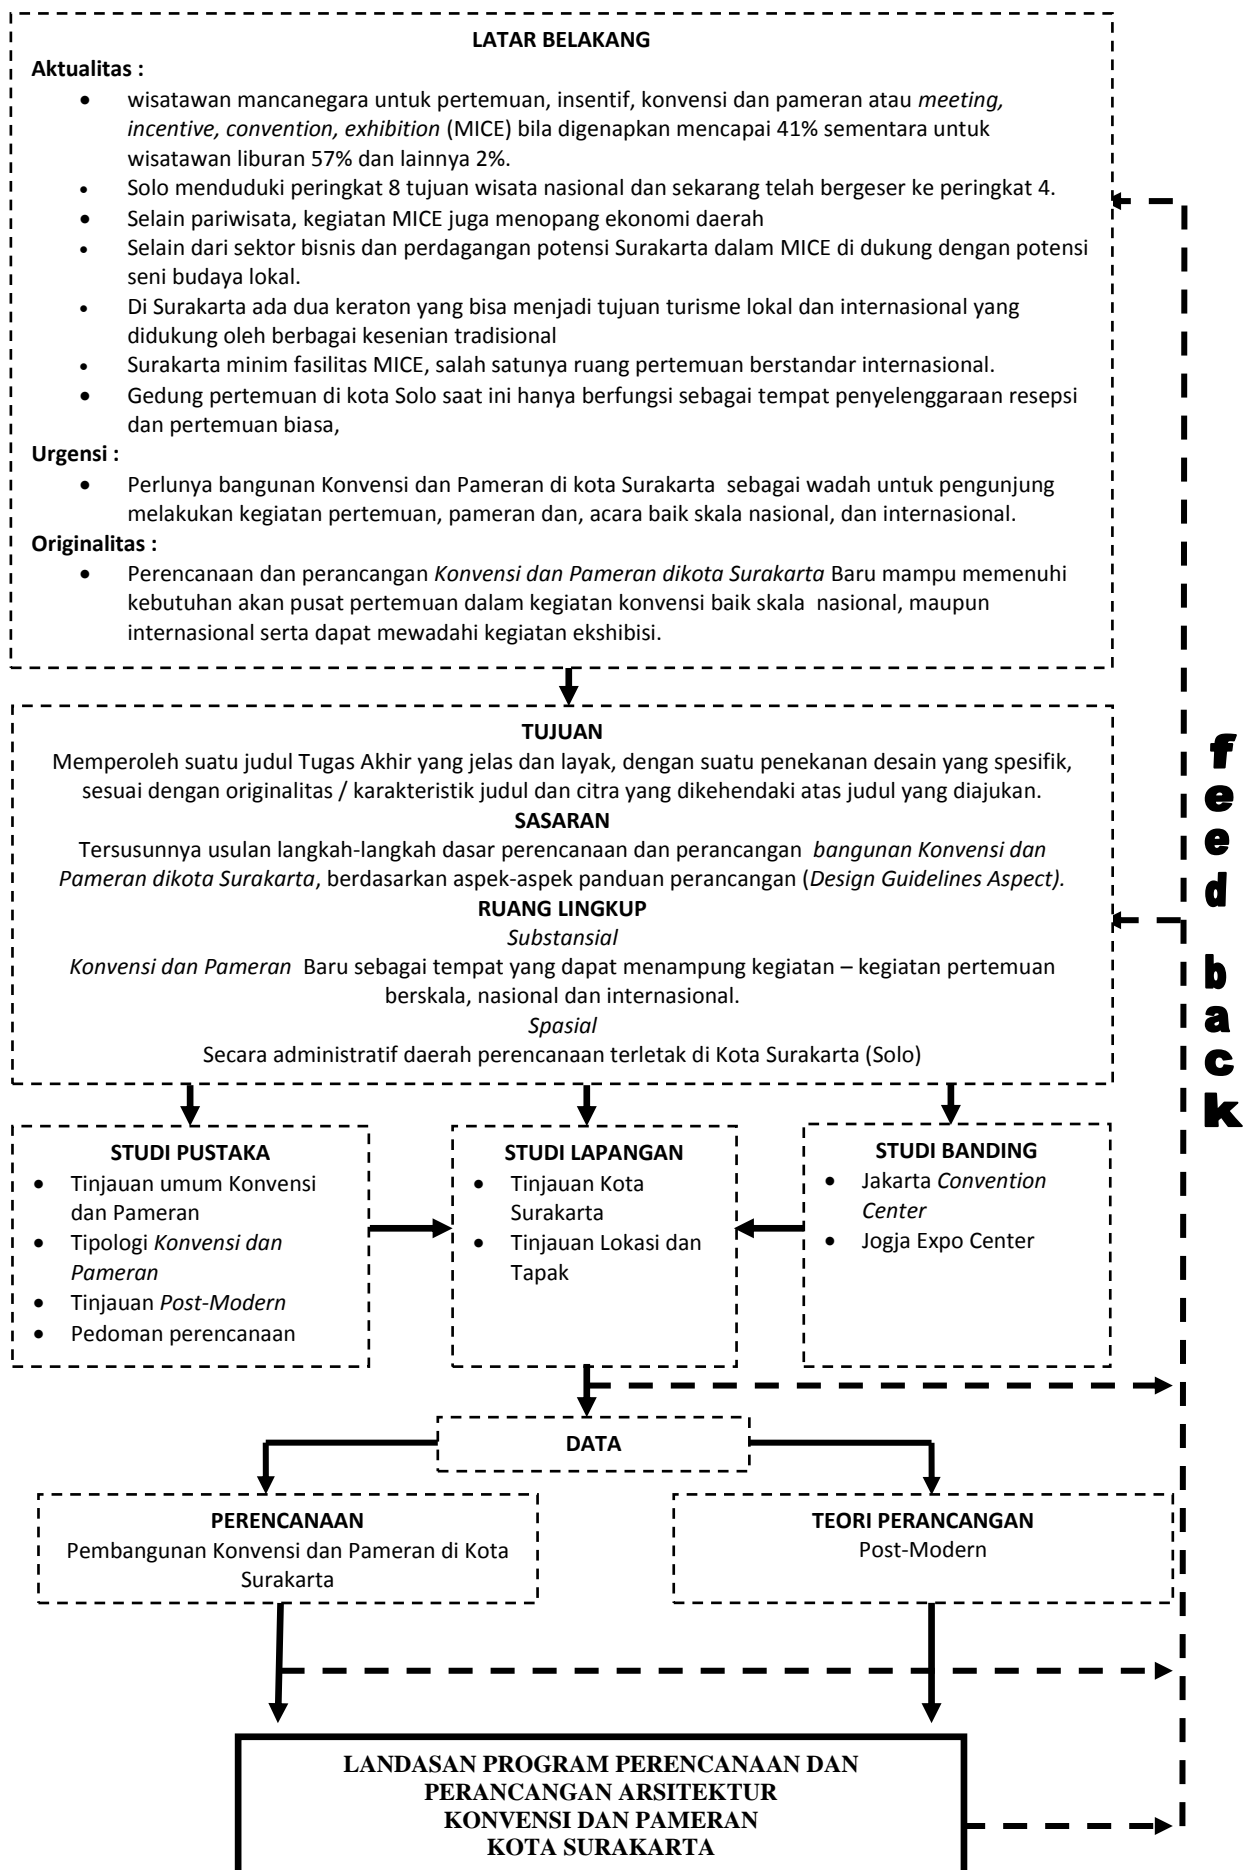 LATAR BELAKANG
Aktualitas :
• wisatawan mancanegara untuk pertemuan, insentif, konvensi dan pameran atau meeting,
incentive, convention, exhibition (MICE) bila digenapkan mencapai 41% sementara untuk
wisatawan liburan 57% dan lainnya 2%.
• Solo menduduki peringkat 8 tujuan wisata nasional dan sekarang telah bergeser ke peringkat 4.
• Selain pariwisata, kegiatan MICE juga menopang ekonomi daerah
• Selain dari sektor bisnis dan perdagangan potensi Surakarta dalam MICE di dukung dengan potensi
seni budaya lokal.
• Di Surakarta ada dua keraton yang bisa menjadi tujuan turisme lokal dan internasional yang
didukung oleh berbagai kesenian tradisional
• Surakarta minim fasilitas MICE, salah satunya ruang pertemuan berstandar internasional.
• Gedung pertemuan di kota Solo saat ini hanya berfungsi sebagai tempat penyelenggaraan resepsi
dan pertemuan biasa,
Urgensi :
• Perlunya bangunan Konvensi dan Pameran di kota Surakarta sebagai wadah untuk pengunjung
melakukan kegiatan pertemuan, pameran dan, acara baik skala nasional, dan internasional.
Originalitas :
• Perencanaan dan perancangan Konvensi dan Pameran dikota Surakarta Baru mampu memenuhi
kebutuhan akan pusat pertemuan dalam kegiatan konvensi baik skala nasional, maupun
internasional serta dapat mewadahi kegiatan ekshibisi.
TUJUAN
Memperoleh suatu judul Tugas Akhir yang jelas dan layak, dengan suatu penekanan desain yang spesifik,
sesuai dengan originalitas / karakteristik judul dan citra yang dikehendaki atas judul yang diajukan.
SASARAN
Tersusunnya usulan langkah-langkah dasar perencanaan dan perancangan bangunan Konvensi dan
Pameran dikota Surakarta, berdasarkan aspek-aspek panduan perancangan (Design Guidelines Aspect).
RUANG LINGKUP
Substansial
Konvensi dan Pameran Baru sebagai tempat yang dapat menampung kegiatan – kegiatan pertemuan
berskala, nasional dan internasional.
Spasial
Secara administratif daerah perencanaan terletak di Kota Surakarta (Solo)
feed back
STUDI PUSTAKA
• Tinjauan umum Konvensi
dan Pameran
• Tipologi Konvensi dan
Pameran
• Tinjauan Post-Modern
• Pedoman perencanaan
STUDI LAPANGAN
• Tinjauan Kota
Surakarta
• Tinjauan Lokasi dan
Tapak
STUDI BANDING
• Jakarta Convention
Center
• Jogja Expo Center
DATA
PERENCANAAN
Pembangunan Konvensi dan Pameran di Kota
Surakarta
TEORI PERANCANGAN
Post-Modern
LANDASAN PROGRAM PERENCANAAN DAN
PERANCANGAN ARSITEKTUR
KONVENSI DAN PAMERAN
KOTA SURAKARTA